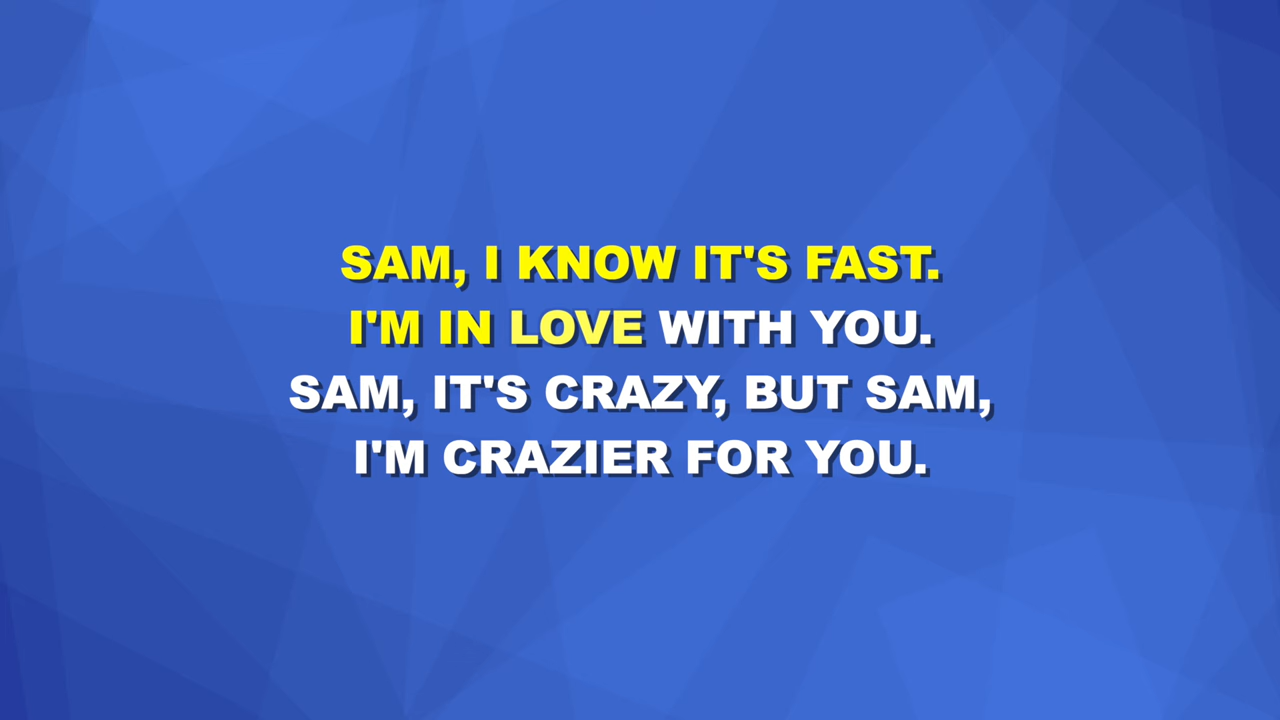 SAM, I KNOW IT'S FAST.
I'M IN LOVE WITH YOU.
SAM, IT'S CRAZY, BUT SAM,
I'M CRAZIER FOR YOU.